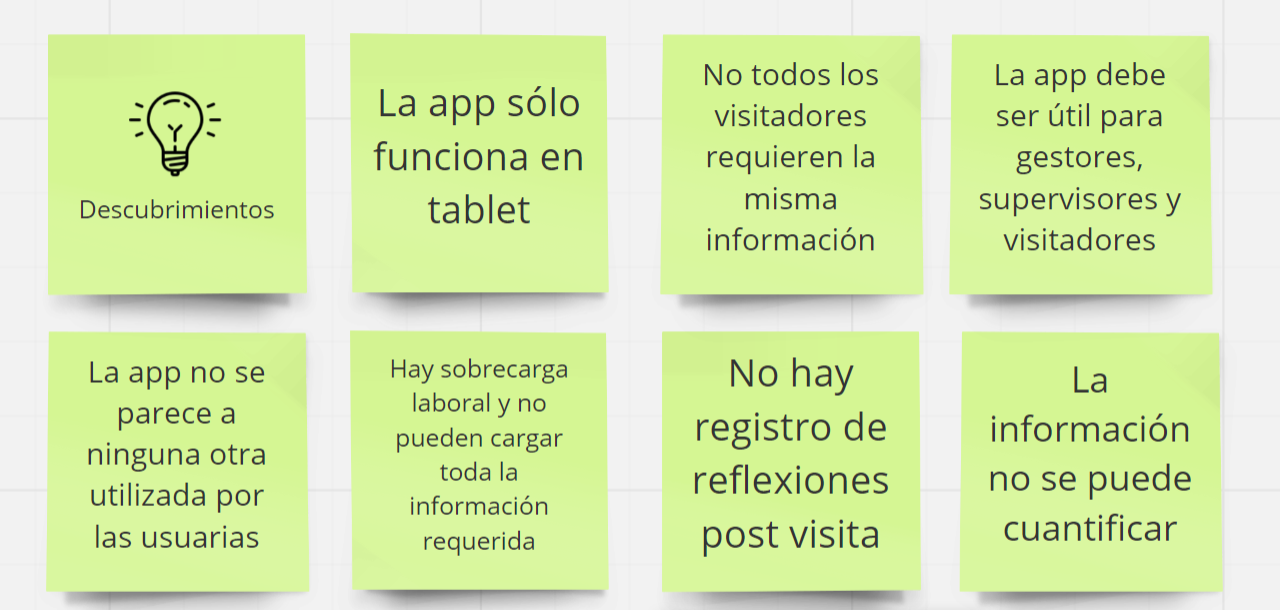 Descubrimientos
La app sólo
funciona en
tablet
No todos los
visitadores
requieren la
misma
información
La app debe
ser útil para
gestores,
supervisores y
visitadores
La app no se
parece a
ninguna otra
utilizada por
las usuarias
Hay sobrecarga
laboral y no
pueden cargar
toda la
información
requerida
No hay
registro de
reflexiones
post visita
La
información
no se puede
cuantificar